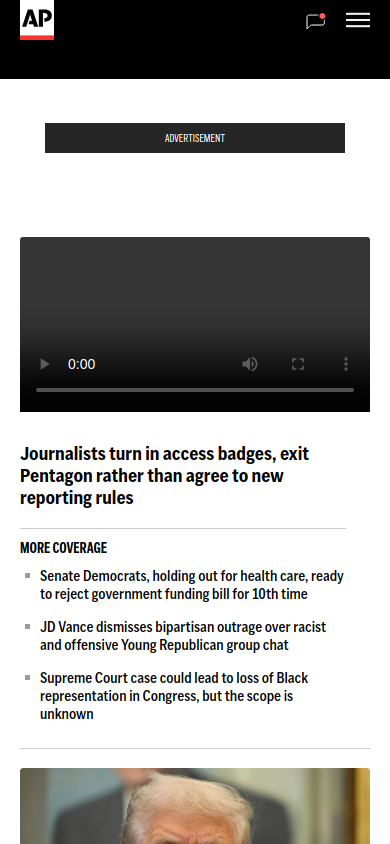 AP
ADVERTISEMENT
0:00
Journalists turn in access badges, exit
Pentagon rather than agree to new
reporting rules
MORE COVERAGE
Senate Democrats, holding out for health care, ready
to reject government funding bill for 10th time
JD Vance dismisses bipartisan outrage over racist
and offensive Young Republican group chat
Supreme Court case could lead to loss of Black
representation in Congress, but the scope is
unknown